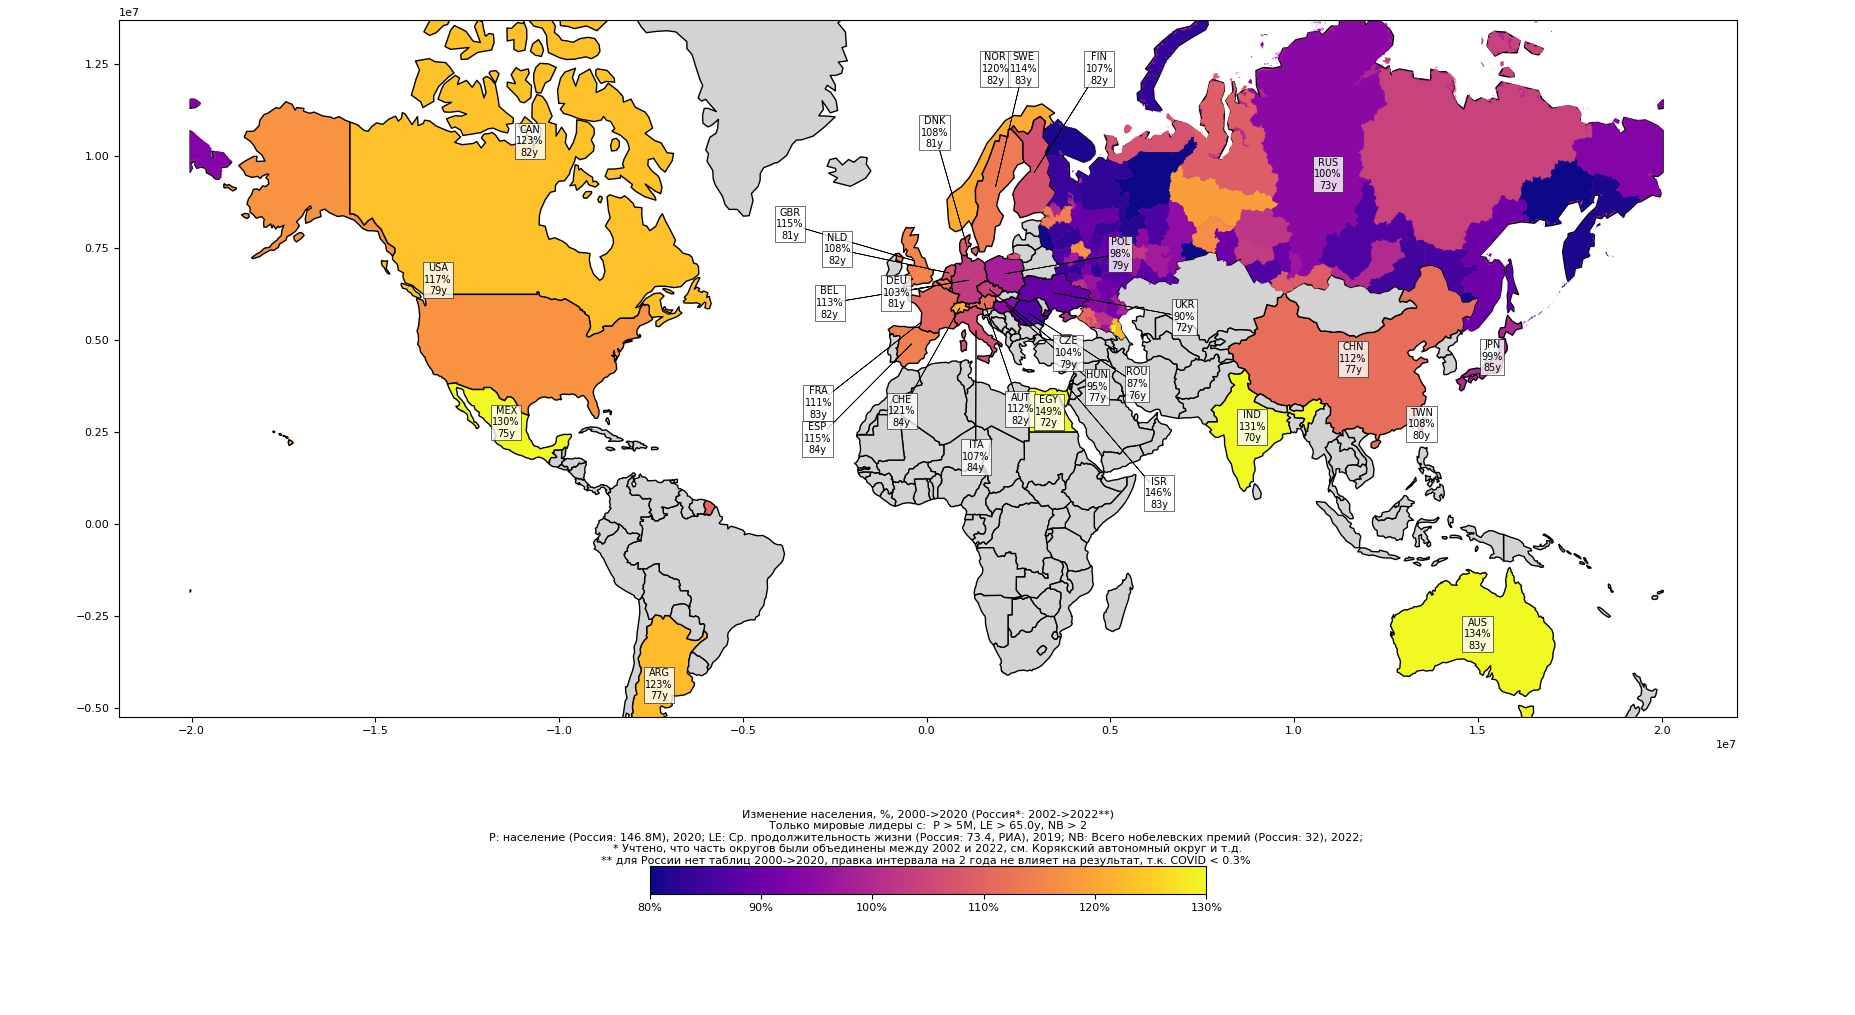 1e7
1.25
1.00
0.75
0.50
0.25
0.00
−0.25
−0.50
NOR
120%
82y
SWE
114%
83y
FIN
107%
82y
DNK
108%
81y
CAN
123%
82y
RUS
100%
73y
GBR
115%
81y
NLD
108%
82y
POL
98%
79y
USA
117%
79y
DEU
103%
81y
BEL
113%
82y
UKR
90%
72y
CZE
104%
79y
CHN
112%
77y
JPN
99%
85y
HUN
95%
77y
ROU
87%
76y
FRA
111%
83y
CHE
121%
84y
AUT
112%
82y
EGY
149%
72y
MEX
130%
75y
IND
131%
70y
TWN
108%
80y
ESP
115%
84y
ITA
107%
84y
ISR
146%
83y
AUS
134%
83y
ARG
123%
77y
−2.0
−1.5
−1.0
−0.5
0.0
0.5
1.0
1.5
2.0
1e7
Изменение населения, %, 2000->2020 (Россия*: 2002->2022**)
Только мировые лидеры с: P > 5M, LE > 65.0y, NB > 2
P: население (Россия: 146.8M), 2020; LE: Ср. продолжительность жизни (Россия: 73.4, РИА), 2019; NB: Всего нобелевских премий (Россия: 32), 2022;
* Учтено, что часть округов были объединены между 2002 и 2022, см. Корякский автономный округ и т.д.
** для России нет таблиц 2000->2020, правка интервала на 2 года не влияет на результат, т.к. COVID < 0.3%
80%
90%
100%
110%
120%
130%